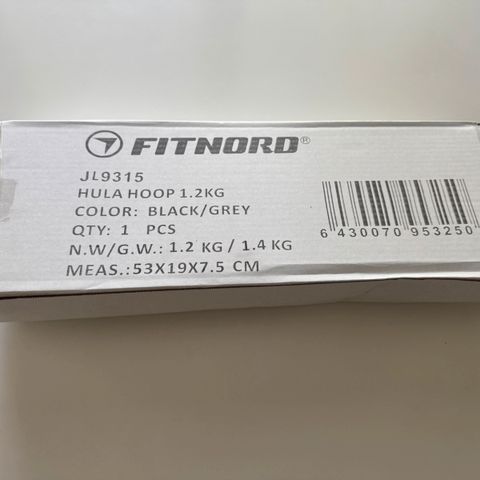 FITNORD®
JL9315
HULA HOOP 1.2KG
COLOR: BLACK/GREY
QTY: 1 PCS
N.W/G.W.: 1.2 KG / 1.4 KG
MEAS.:53X19X7.5 CM
6 430070 953250